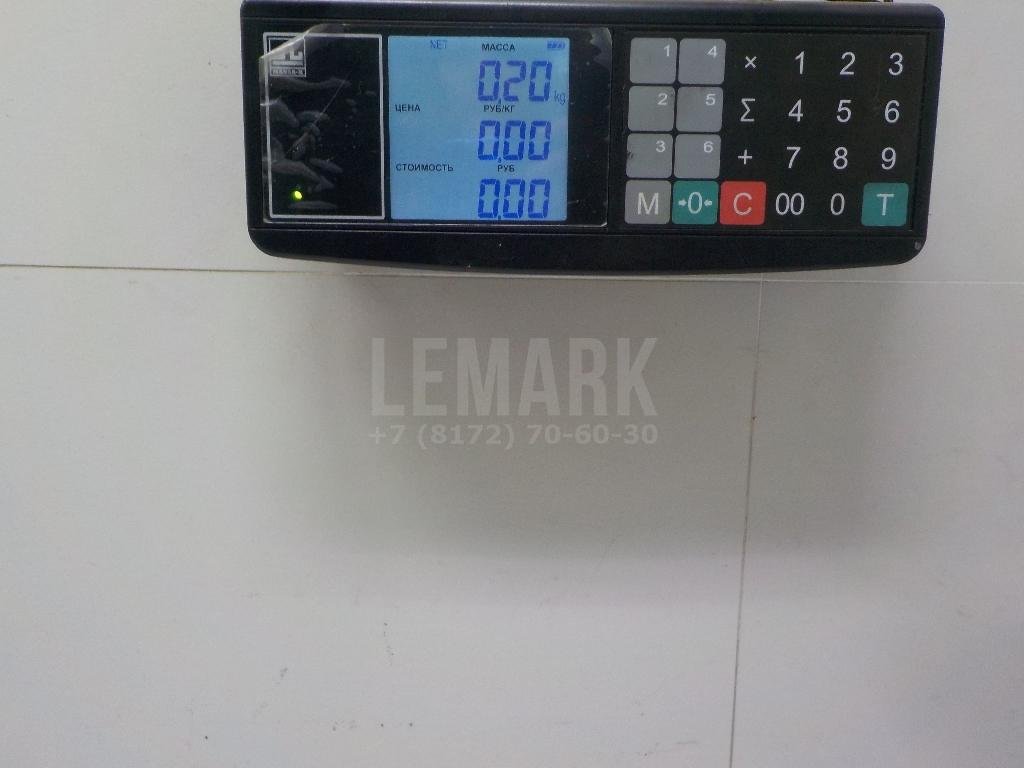 NET МАССА
0,20 kg
ЦЕНА РУБ/КГ
0,00
СТОИМОСТЬ РУБ
0,00
1 4 × 1 2 3
2 5 Σ 4 5 6
3 6 + 7 8 9
M →0← C 00 0 T
LEMARK
+7 (8172) 70-60-30